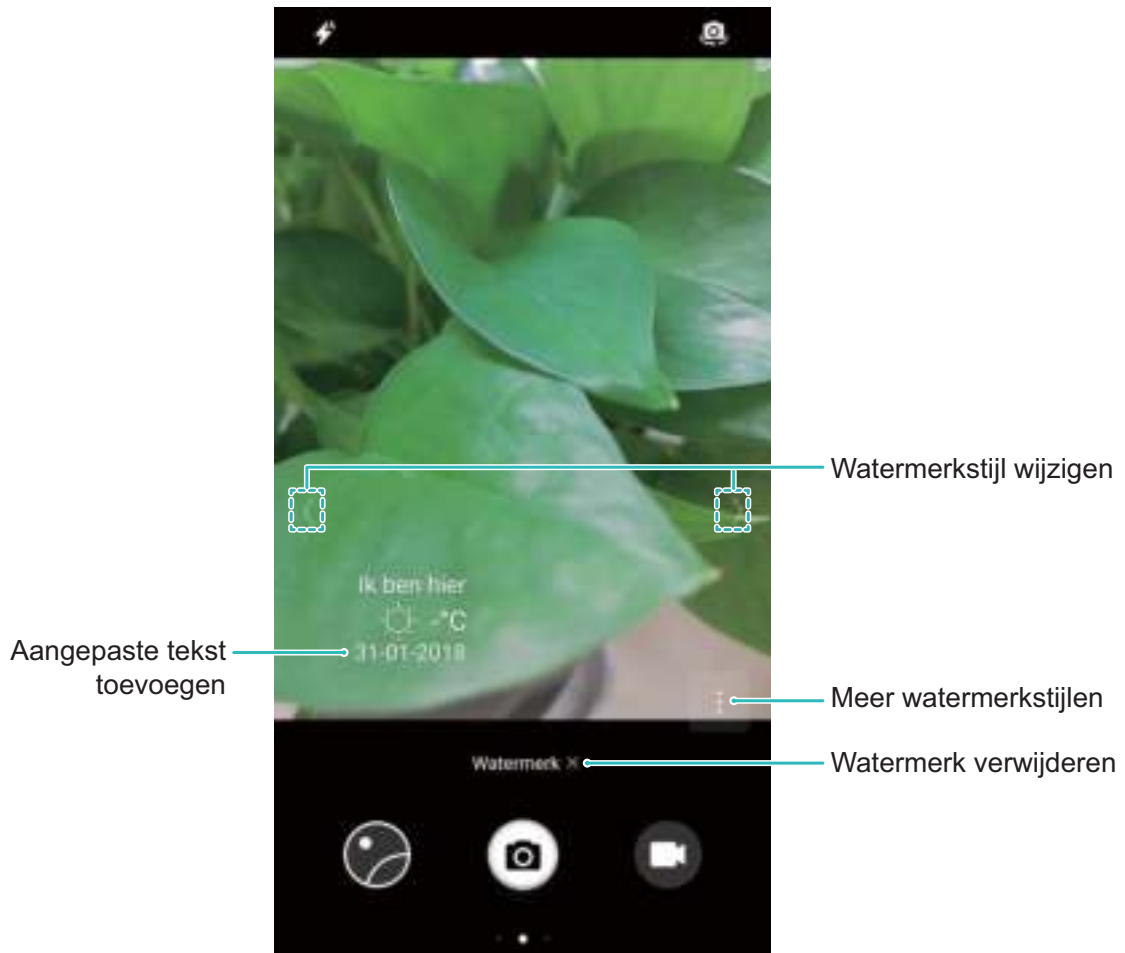 Watermerkstijl wijzigen
Ik ben hier
-°C
31-01-2018
Aangepaste tekst
toevoegen
Meer watermerkstijlen
Watermerk ×
Watermerk verwijderen